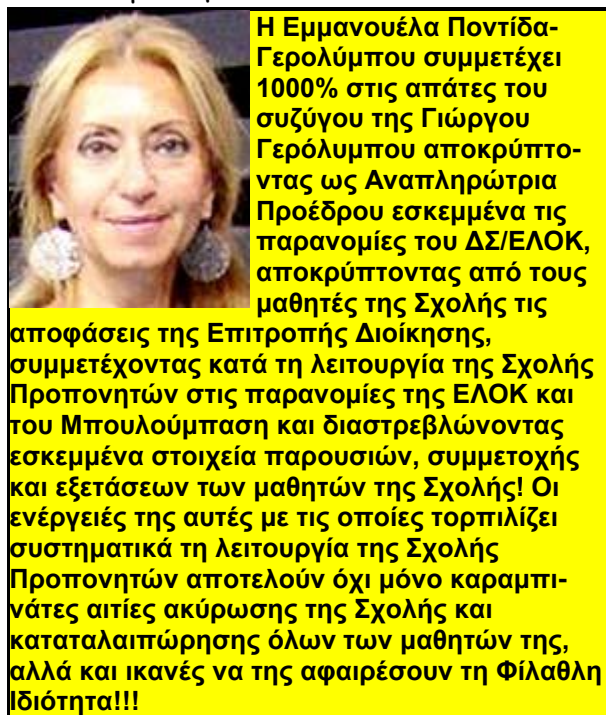 Η Εμμανουέλα Ποντίδα-
Γερολύμπου συμμετέχει
1000% στις απάτες του
συζύγου της Γιώργου
Γερόλυμπου αποκρύπτο-
ντας ως Αναπληρώτρια
Προέδρου εσκεμμένα τις
παρανομίες του ΔΣ/ΕΛΟΚ,
αποκρύπτοντας από τους
μαθητές της Σχολής τις
αποφάσεις της Επιτροπής Διοίκησης,
συμμετέχοντας κατά τη λειτουργία της Σχολής
Προπονητών στις παρανομίες της ΕΛΟΚ και
του Μπουλούμπαση και διαστρεβλώνοντας
εσκεμμένα στοιχεία παρουσιών, συμμετοχής
και εξετάσεων των μαθητών της Σχολής! Οι
ενέργειές της αυτές με τις οποίες τορπιλίζει
συστηματικά τη λειτουργία της Σχολής
Προπονητών αποτελούν όχι μόνο καραμπι-
νάτες αιτίες ακύρωσης της Σχολής και
καταταλαιπώρησης όλων των μαθητών της,
αλλά και ικανές να της αφαιρέσουν τη Φίλαθλη
Ιδιότητα!!!